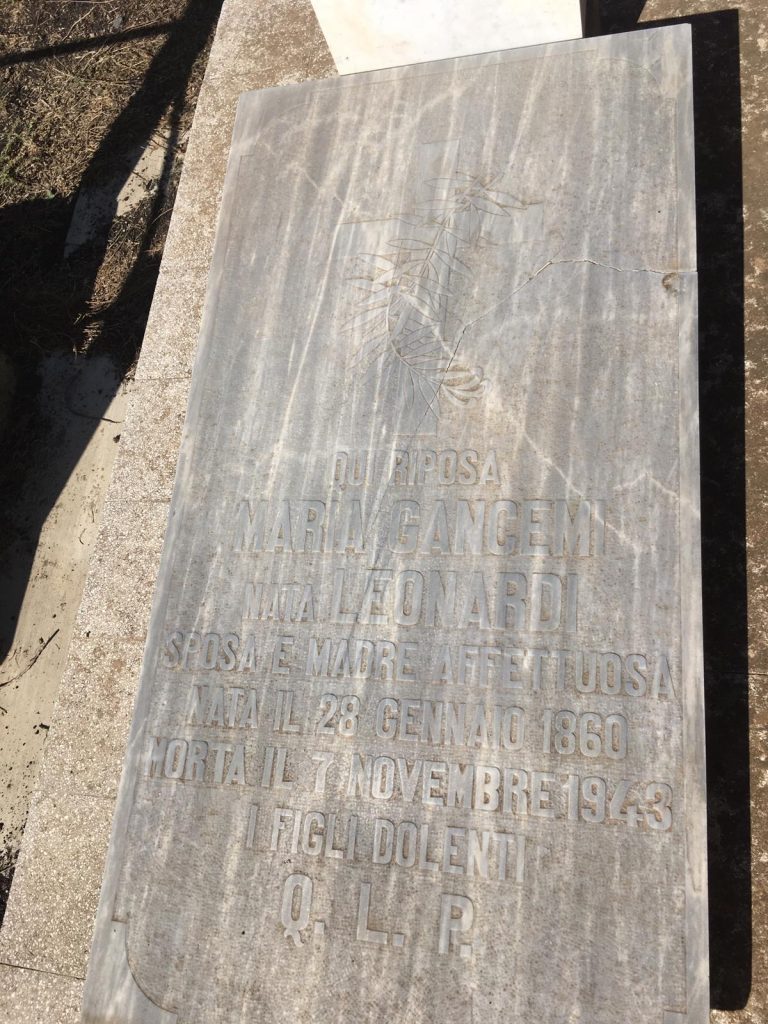 QUI RIPOSA
MARIA CANCEMI
NATA LEONARDI
SPOSA E MADRE AFFETTUOSA
NATA IL 28 GENNAIO 1860
MORTA IL 7 NOVEMBRE 1943
I FIGLI DOLENTI
Q. L. P.